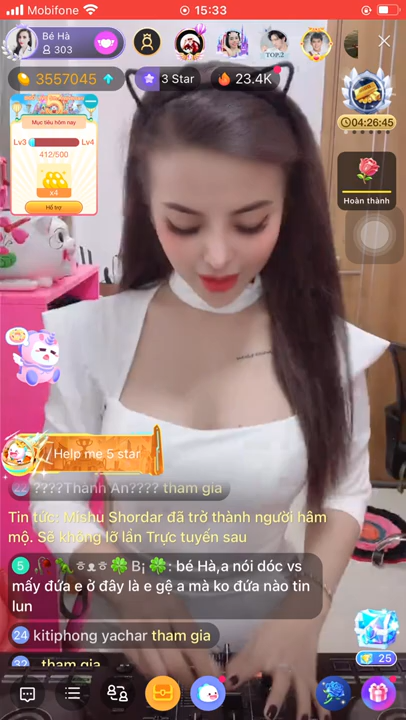 Mobifone
15:33
Bé Hà
303
TOP.2
3557045
3 Star
23.4K
04:26:45
Mục tiêu hôm nay
Lv3
Lv4
412/500
x4
Hỗ trợ
Hoàn thành
Help me 5 star
????Thanh An???? tham gia
Tin tức: Mishu Shordar đã trở thành người hâm
mộ. Sẽ không lỡ lần Trực tuyến sau
5 🥀🦎ㅎᴥㅎ🍀B¡🍀: bé Hà,a nói dóc vs
mấy đứa e ở đây là e gệ a mà ko đứa nào tin
lun
24 kitiphong yachar tham gia
25
tham gia